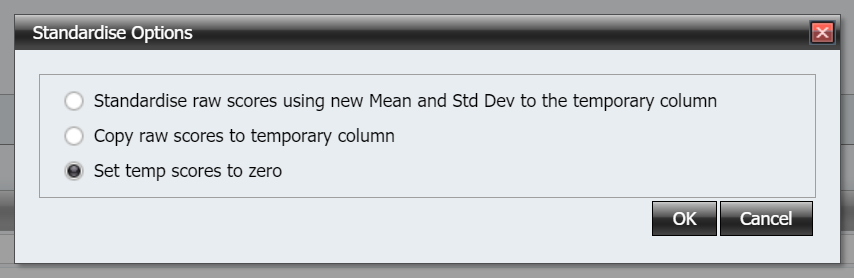 Standardise Options
Standardise raw scores using new Mean and Std Dev to the temporary column
Copy raw scores to temporary column
Set temp scores to zero
OK Cancel